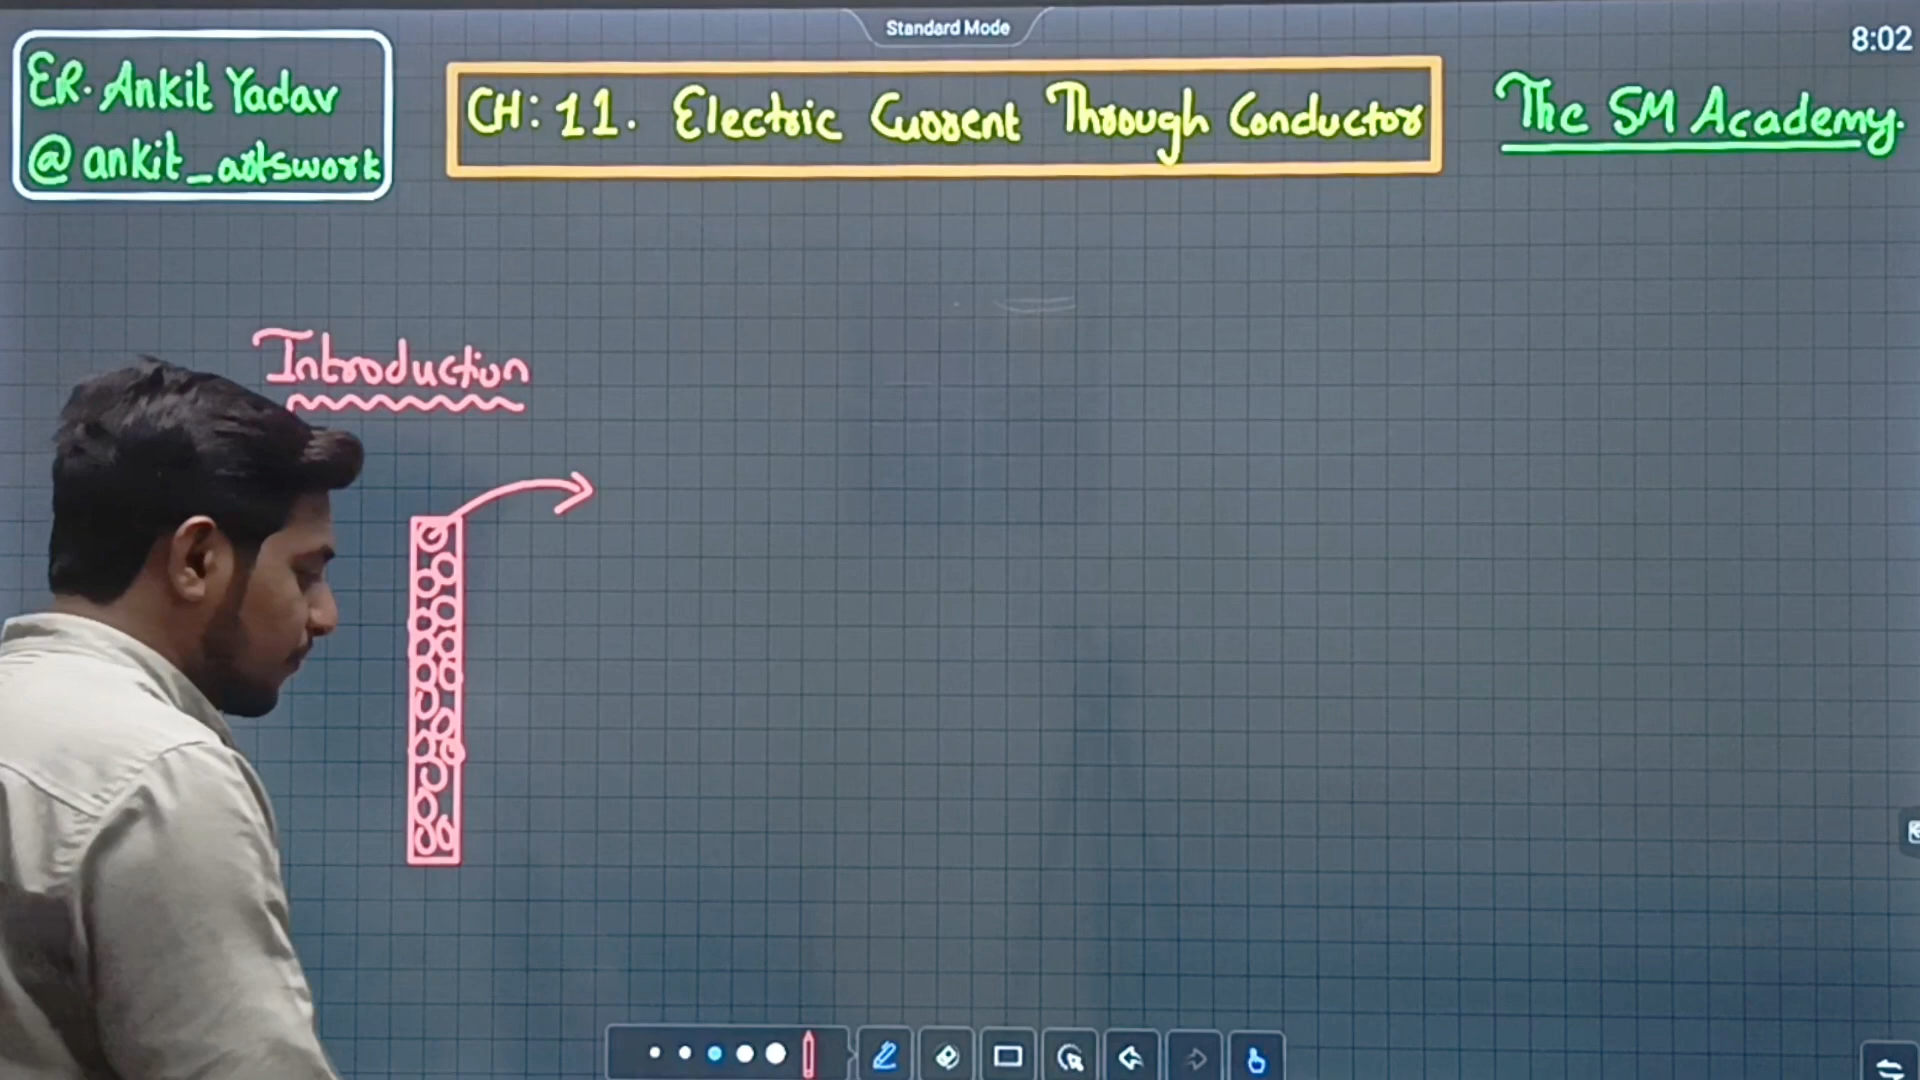 Standard Mode
8:02
ER. Ankit Yadav
@ankit_artswork
CH: 11. Electric Current Through Conductor
The SM Academy.
Introduction